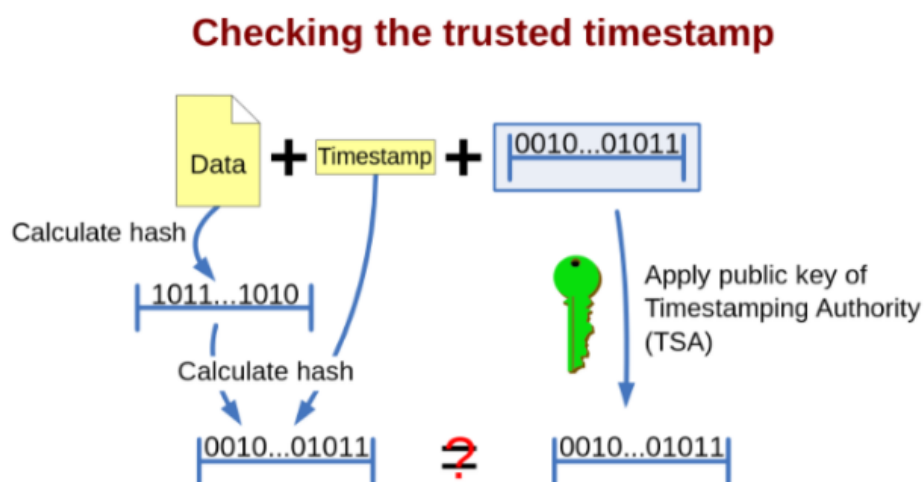 Checking the trusted timestamp
Data + Timestamp + 0010...01011
Calculate hash
1011...1010
Apply public key of
Timestamping Authority
(TSA)
Calculate hash
0010...01011 =? 0010...01011